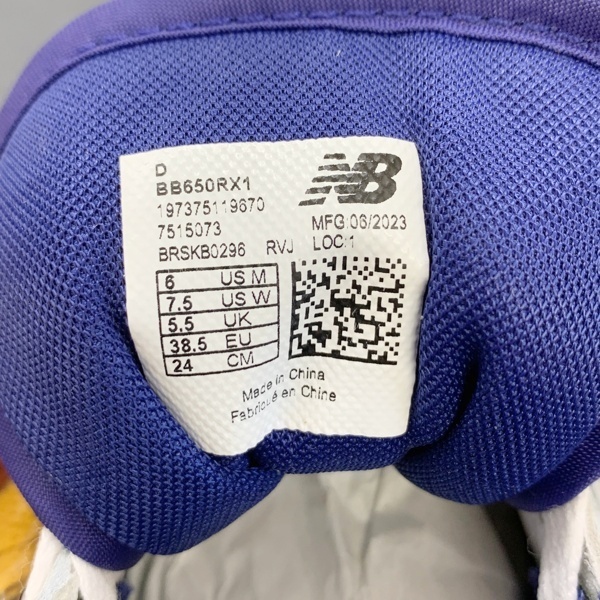 D
BB650RX1
NB
197375119670
MFG:06/2023
7515073
LOC:1
BRSKB0296 RVJ
6 US M
7.5 US W
5.5 UK
38.5 EU
24 CM
Made in China
Fabriqué en Chine